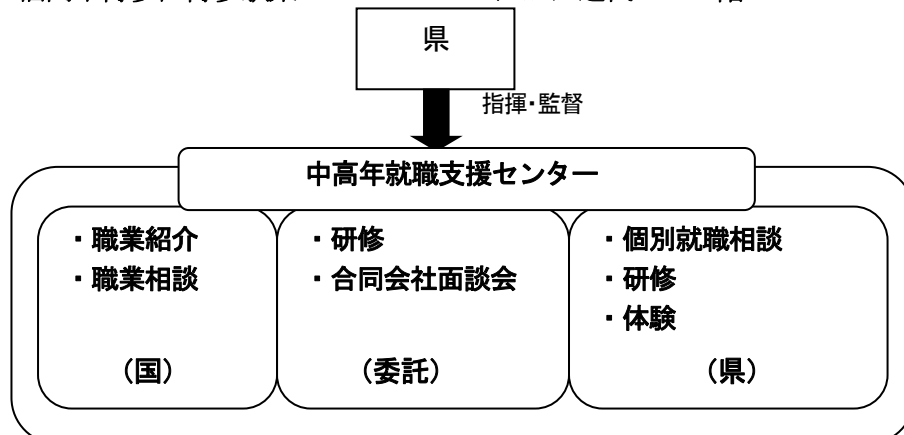 県
指揮・監督
中高年就職支援センター
・職業紹介
・職業相談
（国）
・研修
・合同会社面談会
（委託）
・個別就職相談
・研修
・体験
（県）